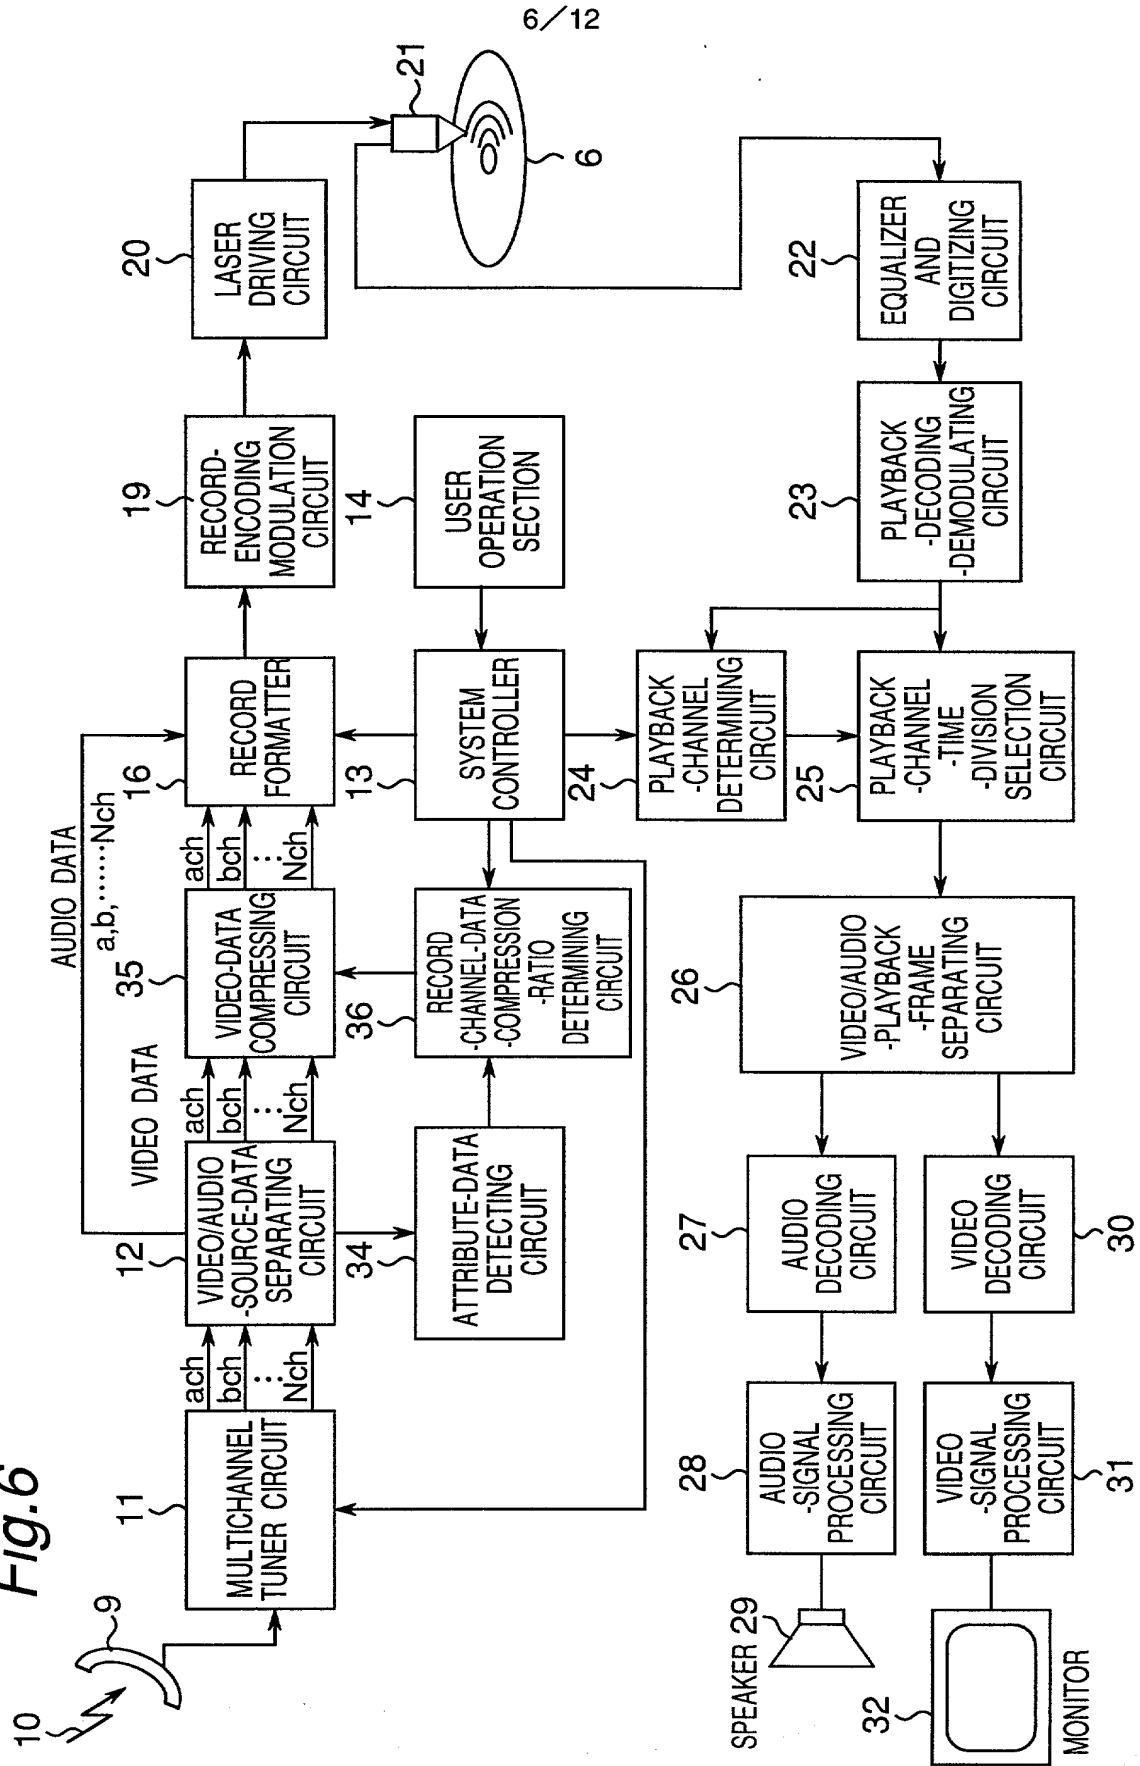 6/12
Fig.6
10
9
11
MULTICHANNEL
TUNER CIRCUIT
ach
bch
Nch
12
VIDEO/AUDIO
-SOURCE-DATA
SEPARATING
CIRCUIT
VIDEO DATA
ach
bch
Nch
35
VIDEO-DATA
COMPRESSING
CIRCUIT
AUDIO DATA
a,b,······Nch
ach
bch
Nch
16
RECORD
FORMATTER
19
RECORD-
ENCODING
MODULATION
CIRCUIT
20
LASER
DRIVING
CIRCUIT
21
6
34
ATTRIBUTE-DATA
DETECTING
CIRCUIT
36
RECORD
-CHANNEL-DATA
-COMPRESSION
-RATIO
DETERMINING
CIRCUIT
13
SYSTEM
CONTROLLER
14
USER
OPERATION
SECTION
24
PLAYBACK
-CHANNEL
DETERMINING
CIRCUIT
22
EQUALIZER
AND
DIGITIZING
CIRCUIT
23
PLAYBACK
-DECODING
-DEMODULATING
CIRCUIT
25
PLAYBACK
-CHANNEL
-TIME
-DIVISION
SELECTION
CIRCUIT
26
VIDEO/AUDIO
-PLAYBACK
-FRAME
SEPARATING
CIRCUIT
27
AUDIO
DECODING
CIRCUIT
28
AUDIO
-SIGNAL
PROCESSING
CIRCUIT
SPEAKER 29
30
VIDEO
DECODING
CIRCUIT
31
VIDEO
-SIGNAL
PROCESSING
CIRCUIT
32
MONITOR